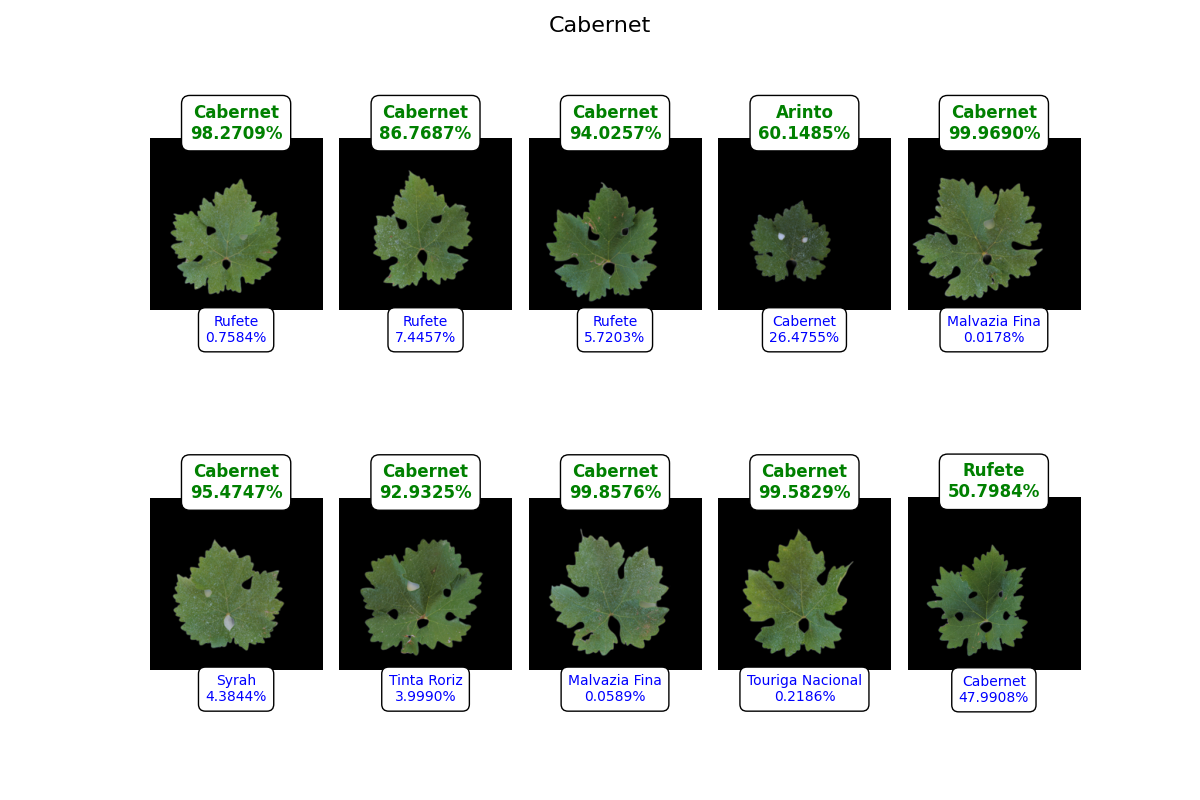 Cabernet
Cabernet
98.2709%
Cabernet
86.7687%
Cabernet
94.0257%
Arinto
60.1485%
Cabernet
99.9690%
Rufete
0.7584%
Rufete
7.4457%
Rufete
5.7203%
Cabernet
26.4755%
Malvazia Fina
0.0178%
Cabernet
95.4747%
Cabernet
92.9325%
Cabernet
99.8576%
Cabernet
99.5829%
Rufete
50.7984%
Syrah
4.3844%
Tinta Roriz
3.9990%
Malvazia Fina
0.0589%
Touriga Nacional
0.2186%
Cabernet
47.9908%